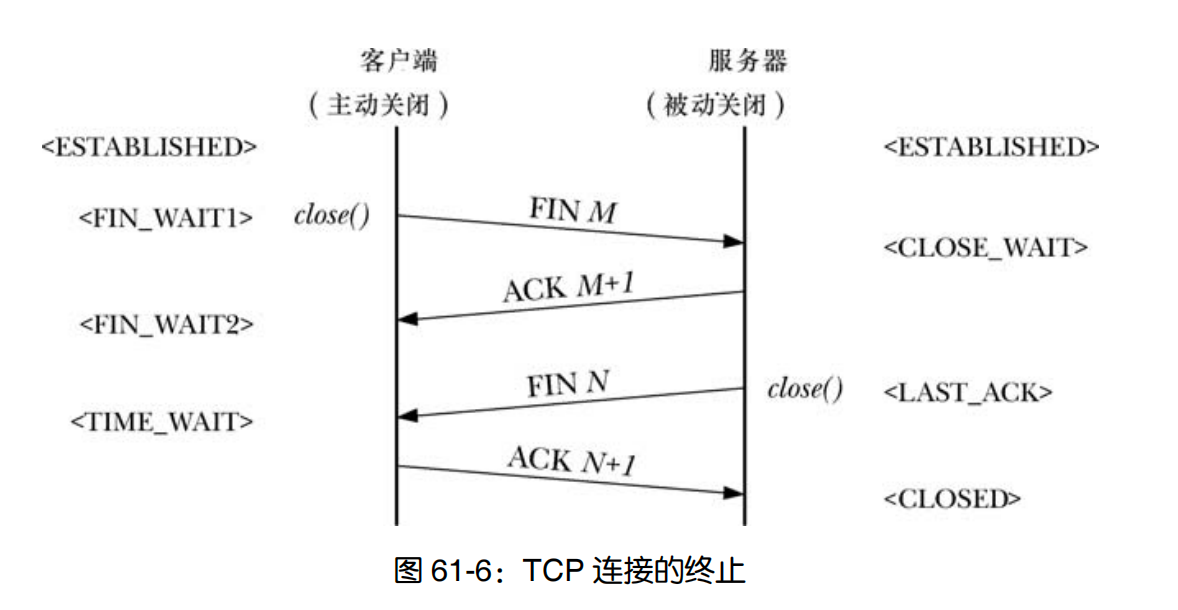 客户端
服务器
（主动关闭）
（被动关闭）
<ESTABLISHED>
<ESTABLISHED>
<FIN_WAIT1>
close()
FIN M
<CLOSE_WAIT>
ACK M+1
<FIN_WAIT2>
FIN N
close()
<LAST_ACK>
<TIME_WAIT>
ACK N+1
<CLOSED>
图 61-6：TCP 连接的终止